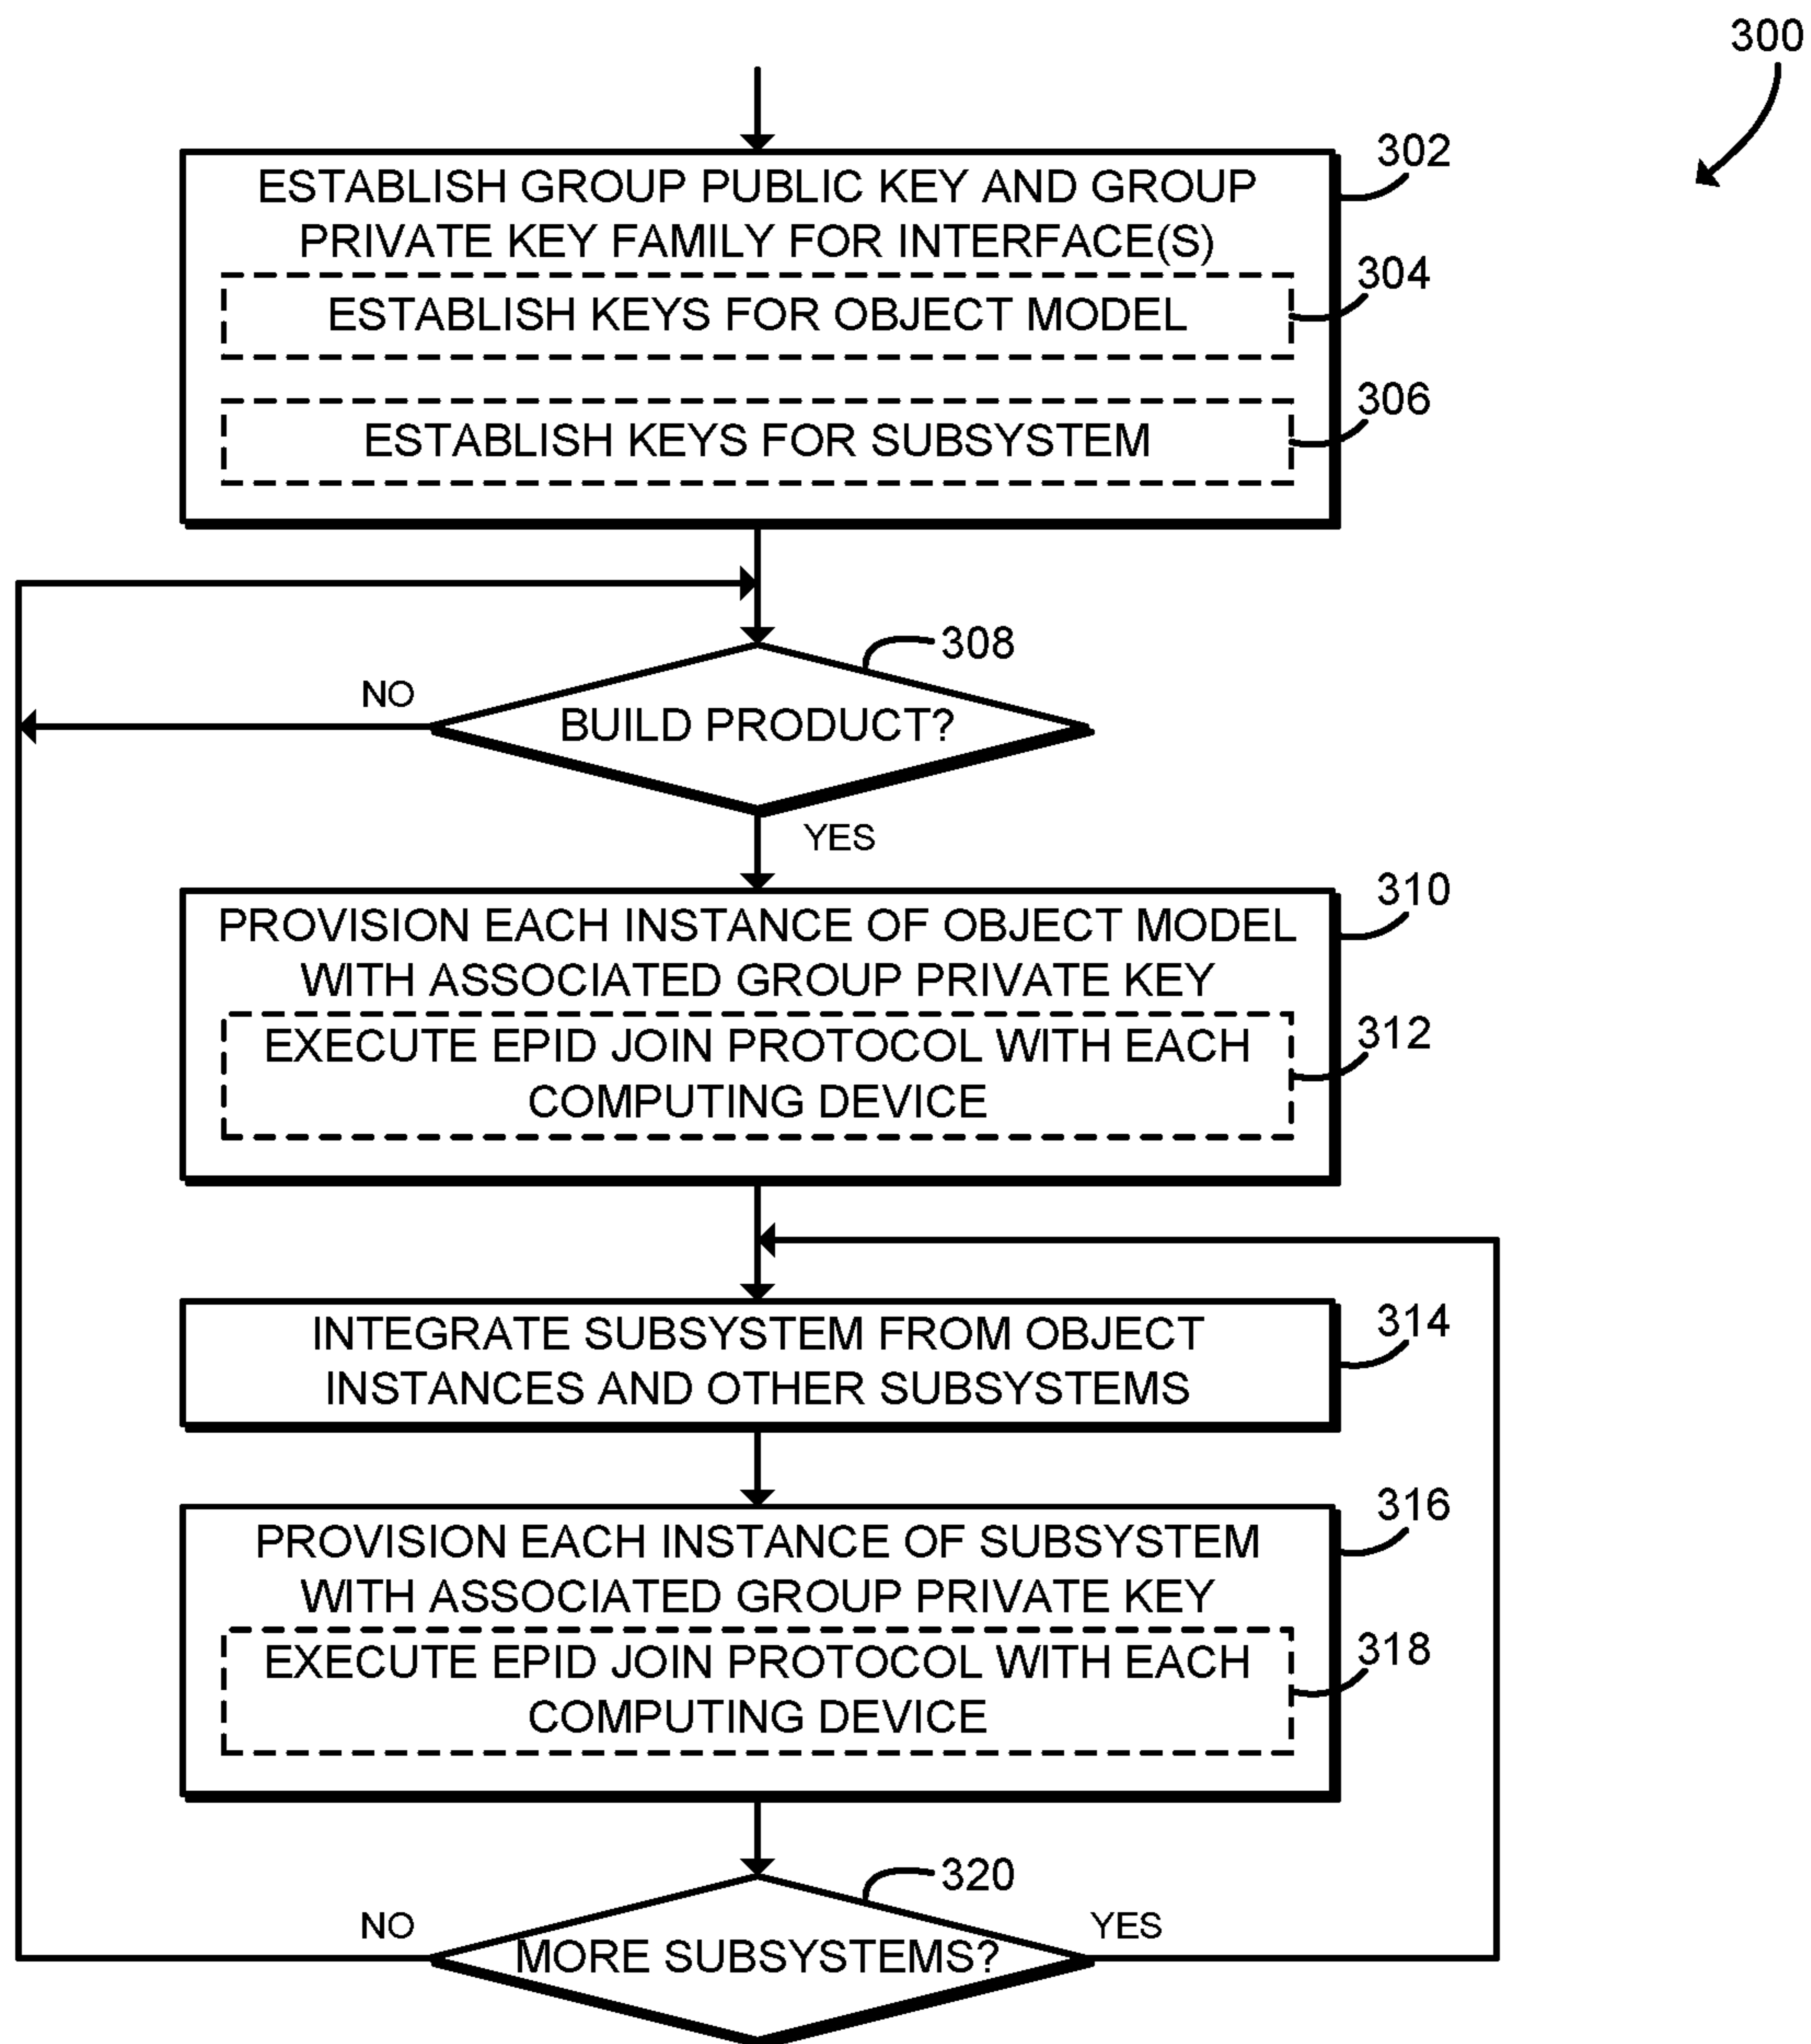 300
302
ESTABLISH GROUP PUBLIC KEY AND GROUP
PRIVATE KEY FAMILY FOR INTERFACE(S)
304
ESTABLISH KEYS FOR OBJECT MODEL
306
ESTABLISH KEYS FOR SUBSYSTEM
308
NO
BUILD PRODUCT?
YES
310
PROVISION EACH INSTANCE OF OBJECT MODEL
WITH ASSOCIATED GROUP PRIVATE KEY
312
EXECUTE EPID JOIN PROTOCOL WITH EACH
COMPUTING DEVICE
314
INTEGRATE SUBSYSTEM FROM OBJECT
INSTANCES AND OTHER SUBSYSTEMS
316
PROVISION EACH INSTANCE OF SUBSYSTEM
WITH ASSOCIATED GROUP PRIVATE KEY
318
EXECUTE EPID JOIN PROTOCOL WITH EACH
COMPUTING DEVICE
320
NO
YES
MORE SUBSYSTEMS?